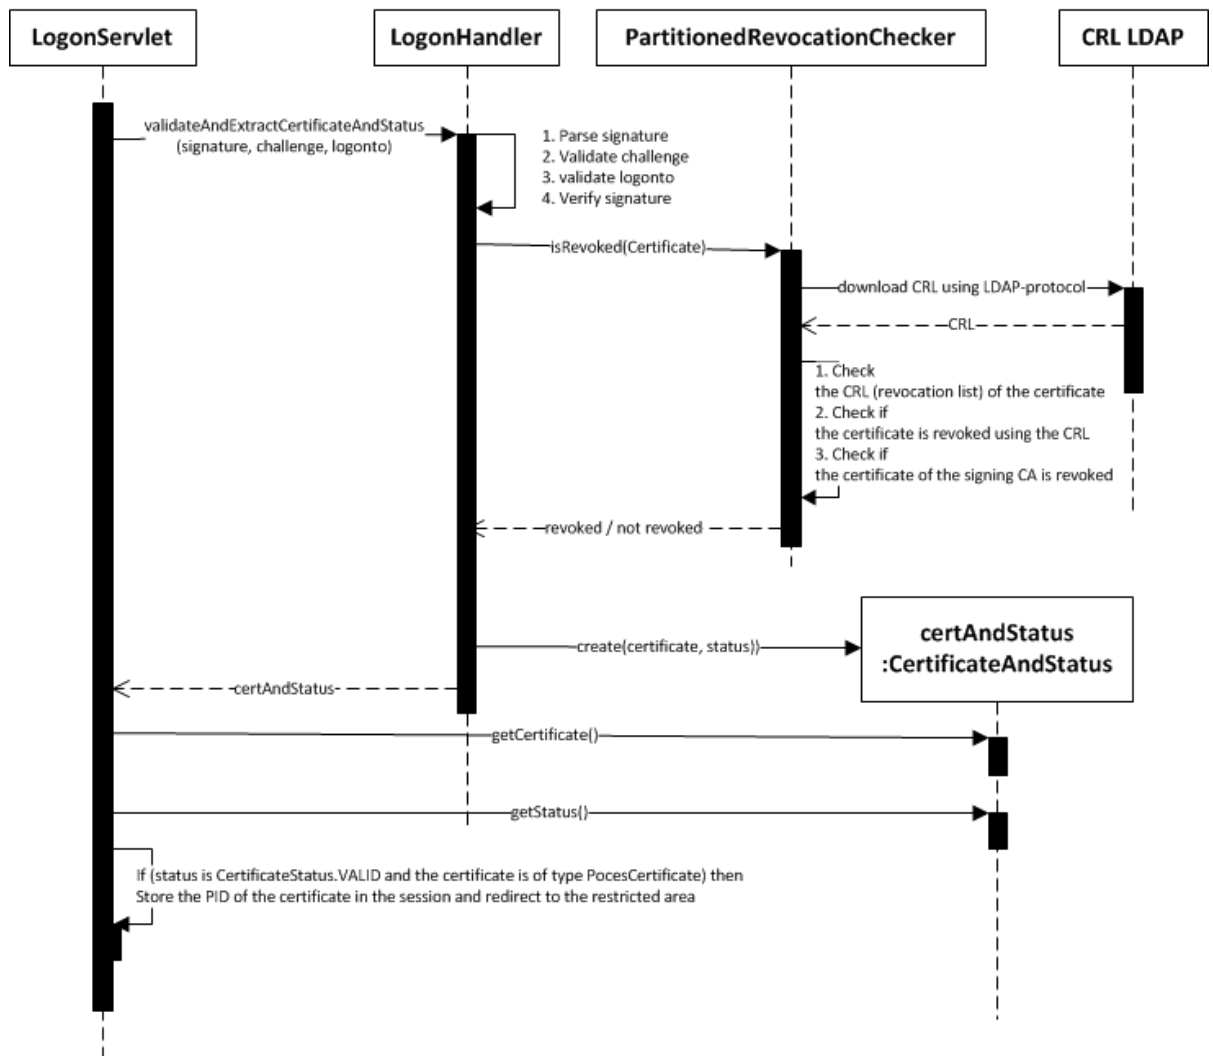 LogonServlet
LogonHandler
PartitionedRevocationChecker
CRL LDAP
validateAndExtractCertificateAndStatus
(signature, challenge, logonto)
1. Parse signature
2. Validate challenge
3. validate logonto
4. Verify signature
isRevoked(Certificate)
download CRL using LDAP-protocol
CRL
1. Check
the CRL (revocation list) of the certificate
2. Check if
the certificate is revoked using the CRL
3. Check if
the certificate of the signing CA is revoked
revoked / not revoked
certAndStatus
:CertificateAndStatus
create(certificate, status))
certAndStatus
getCertificate()
getStatus()
If (status is CertificateStatus.VALID and the certificate is of type PocesCertificate) then
Store the PID of the certificate in the session and redirect to the restricted area